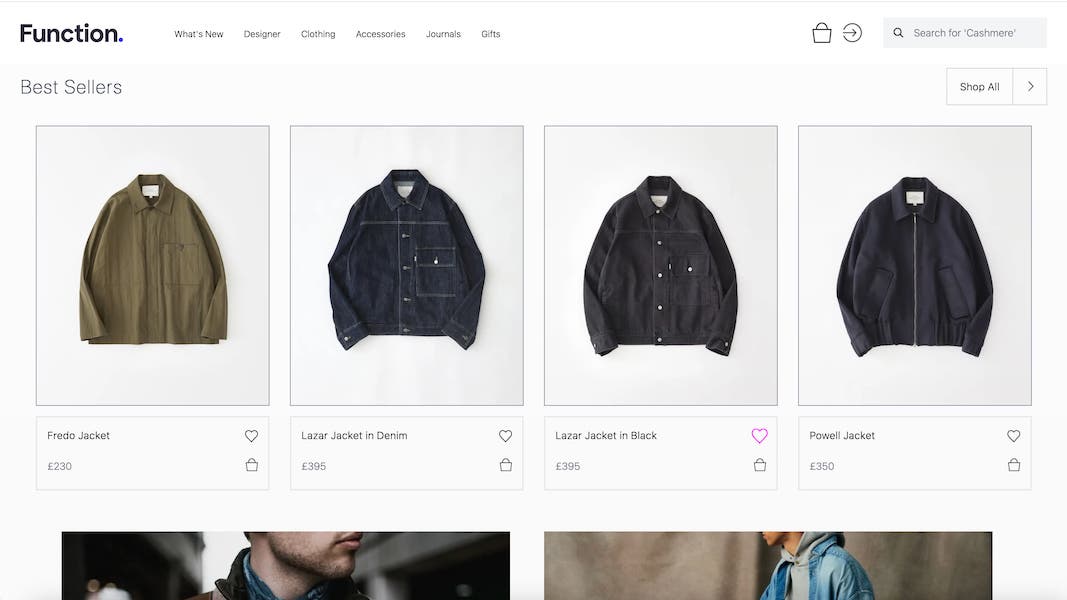 Function.
What's New
Designer
Clothing
Accessories
Journals
Gifts
Search for 'Cashmere'
Best Sellers
Shop All
Fredo Jacket
£230
Lazar Jacket in Denim
£395
Lazar Jacket in Black
£395
Powell Jacket
£350